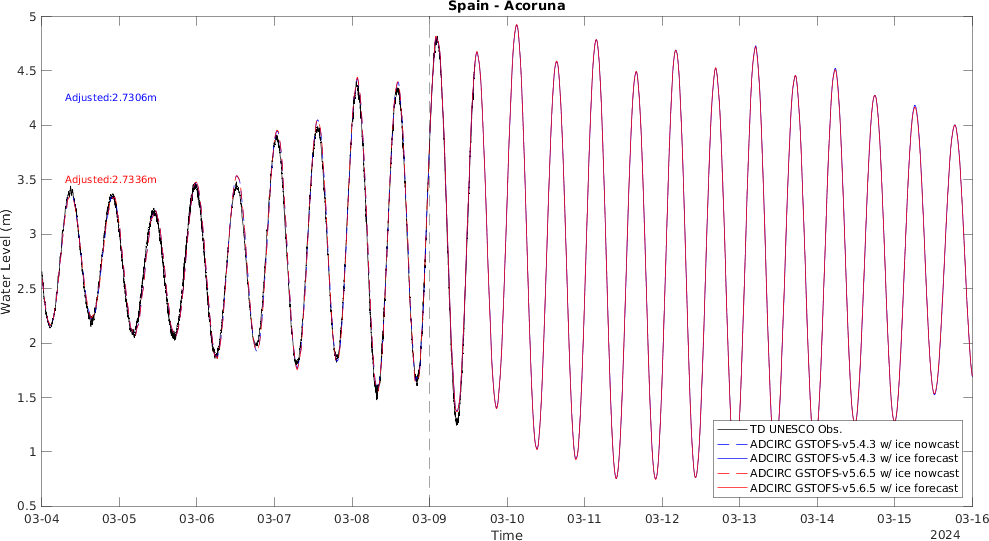 Spain - Acoruna
Water Level (m)
5
4.5
4
3.5
3
2.5
2
1.5
1
0.5
Adjusted:2.7306m
Adjusted:2.7336m
TD UNESCO Obs.
ADCIRC GSTOFS-v5.4.3 w/ ice nowcast
ADCIRC GSTOFS-v5.4.3 w/ ice forecast
ADCIRC GSTOFS-v5.6.5 w/ ice nowcast
ADCIRC GSTOFS-v5.6.5 w/ ice forecast
03-04 03-05 03-06 03-07 03-08 03-09 03-10 03-11 03-12 03-13 03-14 03-15 03-16
Time
2024